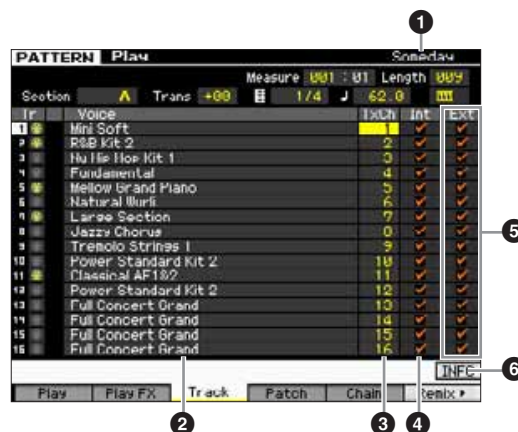 1
PATTERN Play Someday
Measure 001 : 01 Length 009
Section A Trans +00 1/4 62.0
Tr Voice TxCh Int Ext
1 Mini Soft 1
2 R&B Kit 2 2
3 Nu Hip Hop Kit 1 3
4 Fundamental 4
5 Mellow Grand Piano 5
6 Natural Wurli 6
7 Large Section 7
8 Jazzy Chorus 8
9 Tremolo Strings 1 9
10 Power Standard Kit 2 10
11 Classical AF1&2 11
12 Power Standard Kit 2 12
13 Full Concert Grand 13
14 Full Concert Grand 14
15 Full Concert Grand 15
16 Full Concert Grand 16
5
INFO 6
Play Play FX Track Patch Chain Remix
2 3 4